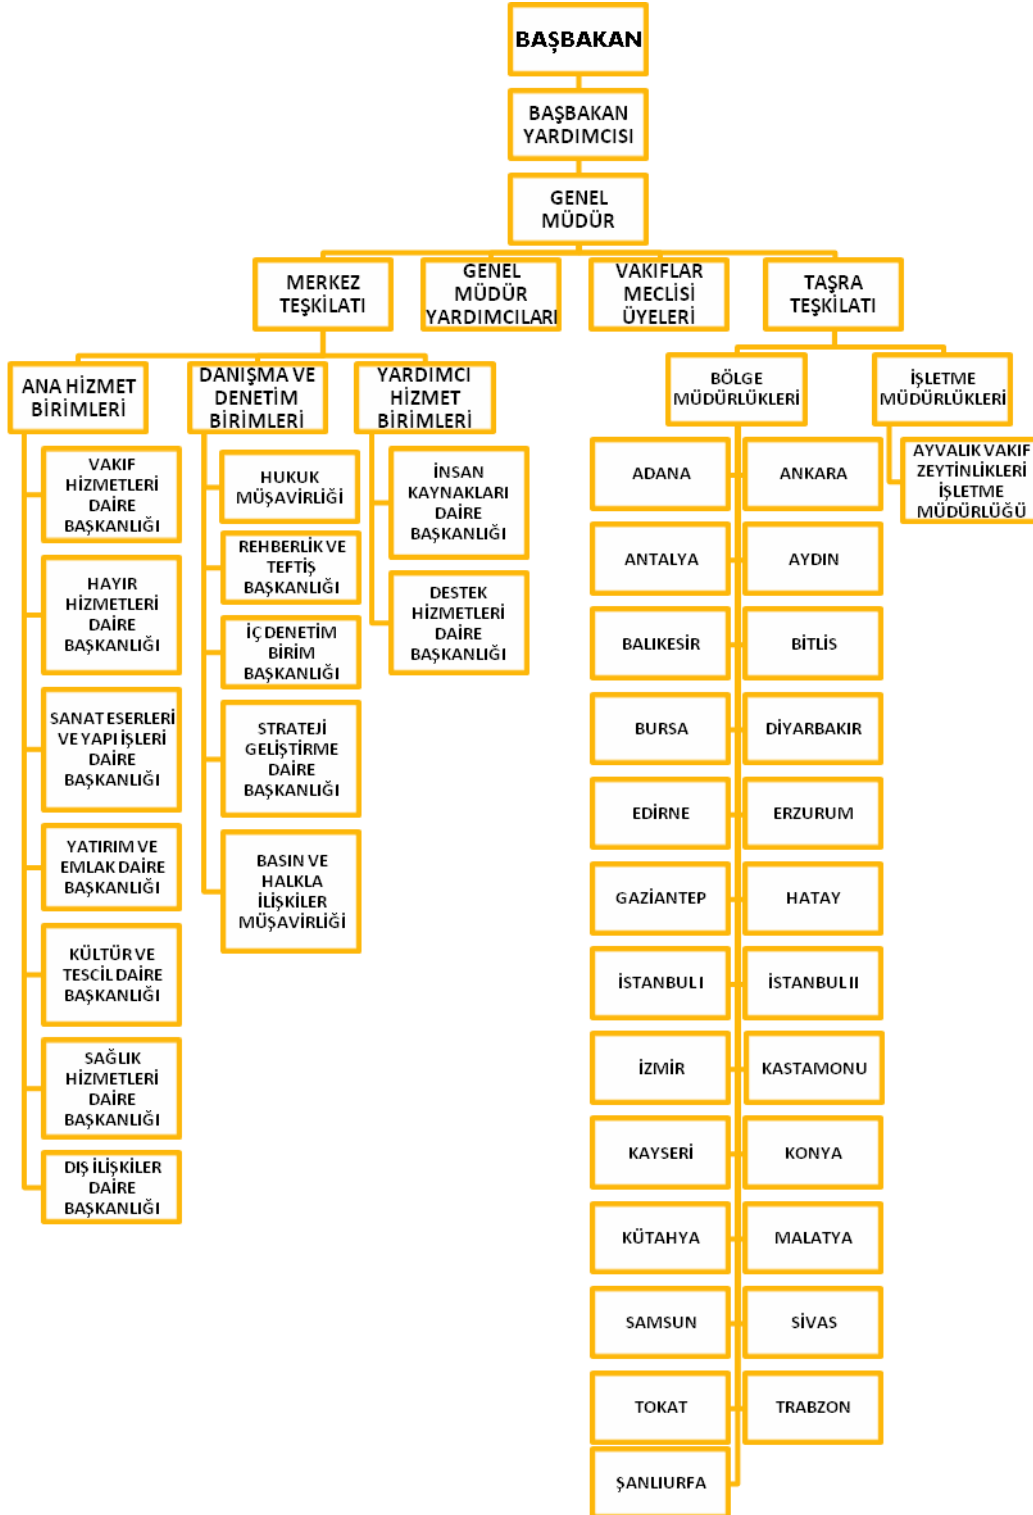 BAŞBAKAN
BAŞBAKAN
YARDIMCISI
GENEL
MÜDÜR
MERKEZ
TEŞKİLATI
GENEL
MÜDÜR
YARDIMCILARI
VAKIFLAR
MECLİSİ
ÜYELERİ
TAŞRA
TEŞKİLATI
ANA HİZMET
BİRİMLERİ
VAKIF
HİZMETLERİ
DAİRE
BAŞKANLIĞI
HAYIR
HİZMETLERİ
DAİRE
BAŞKANLIĞI
SANAT ESERLERİ
VE YAPI İŞLERİ
DAİRE
BAŞKANLIĞI
YATIRIM VE
EMLAK DAİRE
BAŞKANLIĞI
KÜLTÜR VE
TESCİL DAİRE
BAŞKANLIĞI
SAĞLIK
HİZMETLERİ
DAİRE
BAŞKANLIĞI
DIŞ İLİŞKİLER
DAİRE
BAŞKANLIĞI
DANIŞMA VE
DENETİM
BİRİMLERİ
HUKUK
MÜŞAVİRLİĞİ
REHBERLİK VE
TEFTİŞ
BAŞKANLIĞI
İÇ DENETİM
BİRİM
BAŞKANLIĞI
STRATEJİ
GELİŞTİRME
DAİRE
BAŞKANLIĞI
BASIN VE
HALKLA
İLİŞKİLER
MÜŞAVİRLİĞİ
YARDIMCI
HİZMET
BİRİMLERİ
İNSAN
KAYNAKLARI
DAİRE
BAŞKANLIĞI
DESTEK
HİZMETLERİ
DAİRE
BAŞKANLIĞI
BÖLGE
MÜDÜRLÜKLERİ
ADANA
ANKARA
ANTALYA
AYDIN
BALIKESİR
BİTLİS
BURSA
DİYARBAKIR
EDİRNE
ERZURUM
GAZİANTEP
HATAY
İSTANBUL I
İSTANBUL II
İZMİR
KASTAMONU
KAYSERİ
KONYA
KÜTAHYA
MALATYA
SAMSUN
SİVAS
TOKAT
TRABZON
ŞANLIURFA
İŞLETME
MÜDÜRLÜKLERİ
AYVALIK VAKIF
ZEYTİNLİKLERİ
İŞLETME
MÜDÜRLÜĞÜ